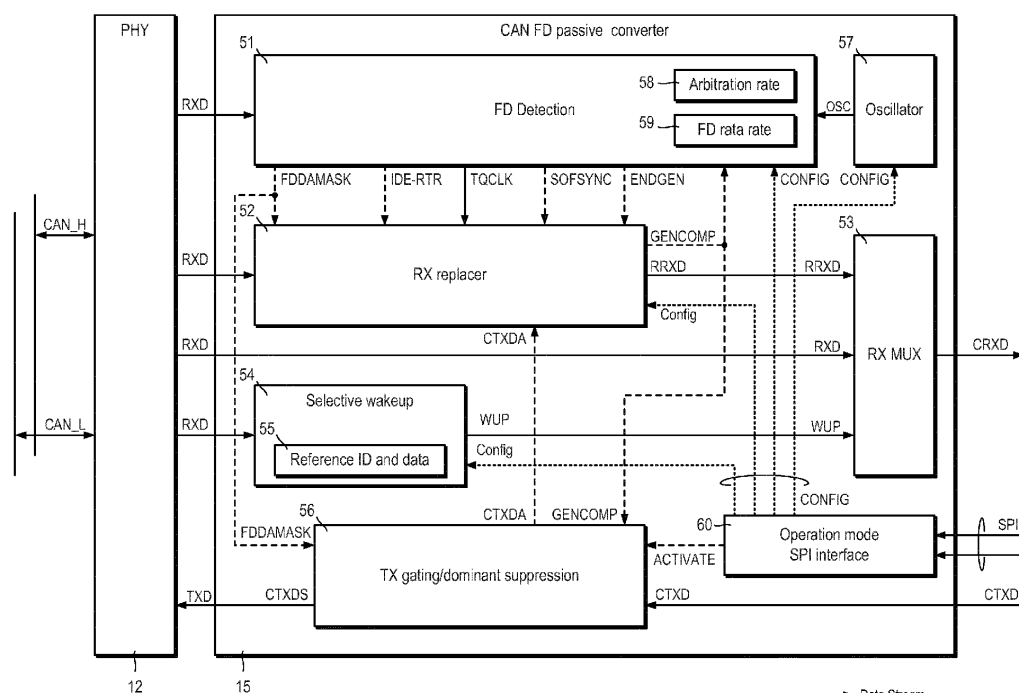 PHY
CAN FD passive converter
51
57
58
Arbitration rate
RXD
FD Detection
OSC
Oscillator
59
FD rata rate
FDDAMASK
IDE-RTR
TQCLK
SOFSYNC
ENDGEN
CONFIG
CONFIG
CAN_H
52
53
GENCOMP
RXD
RX replacer
RRXD
RRXD
Config
CTXDA
RXD
RXD
RX MUX
CRXD
54
Selective wakeup
CAN_L
RXD
WUP
WUP
55
Reference ID and data
Config
CONFIG
56
CTXDA
GENCOMP
60
Operation mode
SPI interface
SPI
FDDAMASK
ACTIVATE
TX gating/dominant suppression
TXD
CTXDS
CTXD
CTXD
12
15